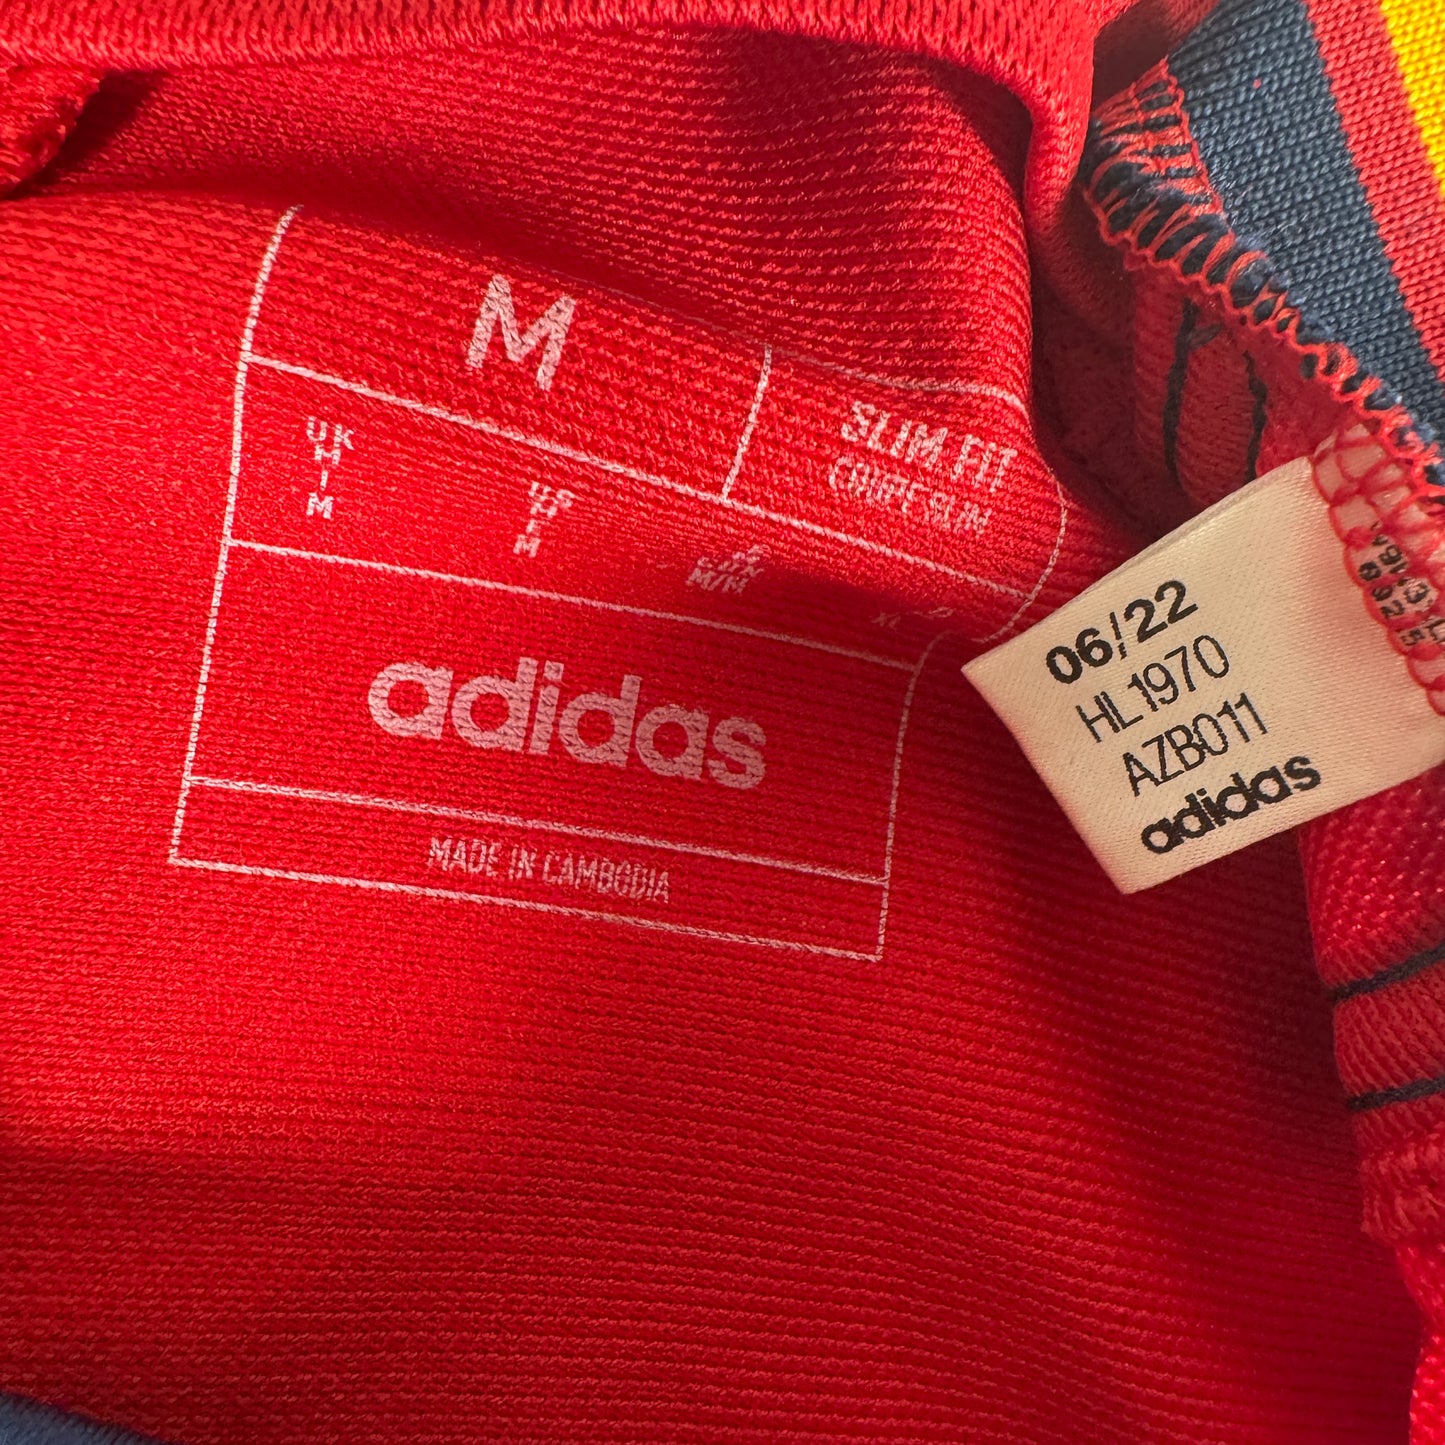 M
SLIM FIT
COUPE SLIM
UK
M
US
M
M/M
adidas
MADE IN CAMBODIA
06/22
HL1970
AZB011
adidas